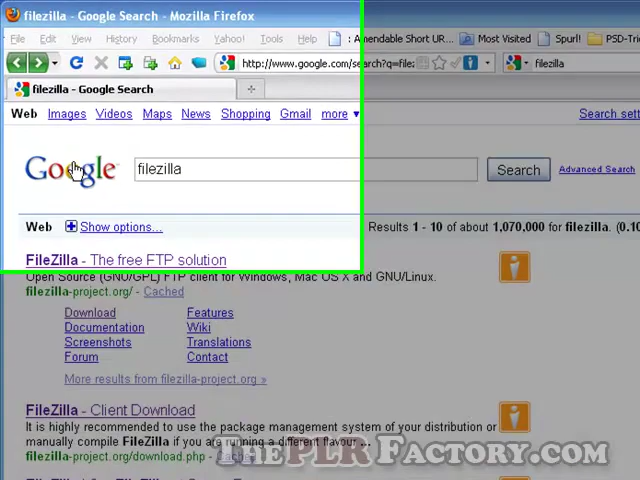 filezilla - Google Search - Mozilla Firefox
File Edit View History Bookmarks Yahoo! Tools Help : Amendable Short UR... Most Visited Spurl! PSD-Tric
http://www.google.com/search?q=file: filezilla
filezilla - Google Search
Web Images Videos Maps News Shopping Gmail more ▼ Search sett
Google filezilla Search Advanced Search
Web Show options... Results 1 - 10 of about 1,070,000 for filezilla. (0.10
FileZilla - The free FTP solution
Open Source (GNU/GPL) FTP client for Windows, Mac OS X and GNU/Linux.
filezilla-project.org/ - Cached
Download Features
Documentation Wiki
Screenshots Translations
Forum Contact
More results from filezilla-project.org »
FileZilla - Client Download
It is highly recommended to use the package management system of your distribution or
manually compile FileZilla if you are running a different flavour ...
filezilla-project.org/download.php - Cached
ThePLRFactory.com